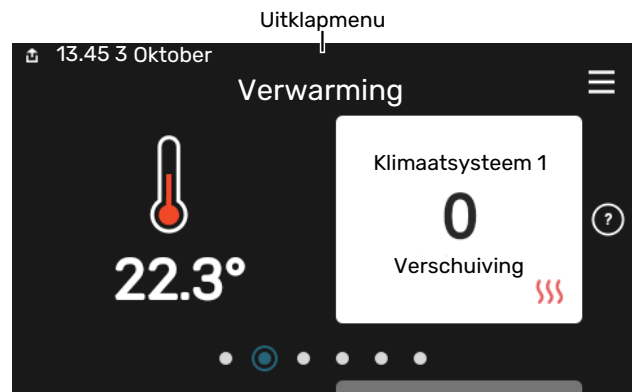 Uitklapmenu
13.45 3 Oktober
Verwarming
Klimaatsysteem 1
0
Verschuiving
22.3°
?